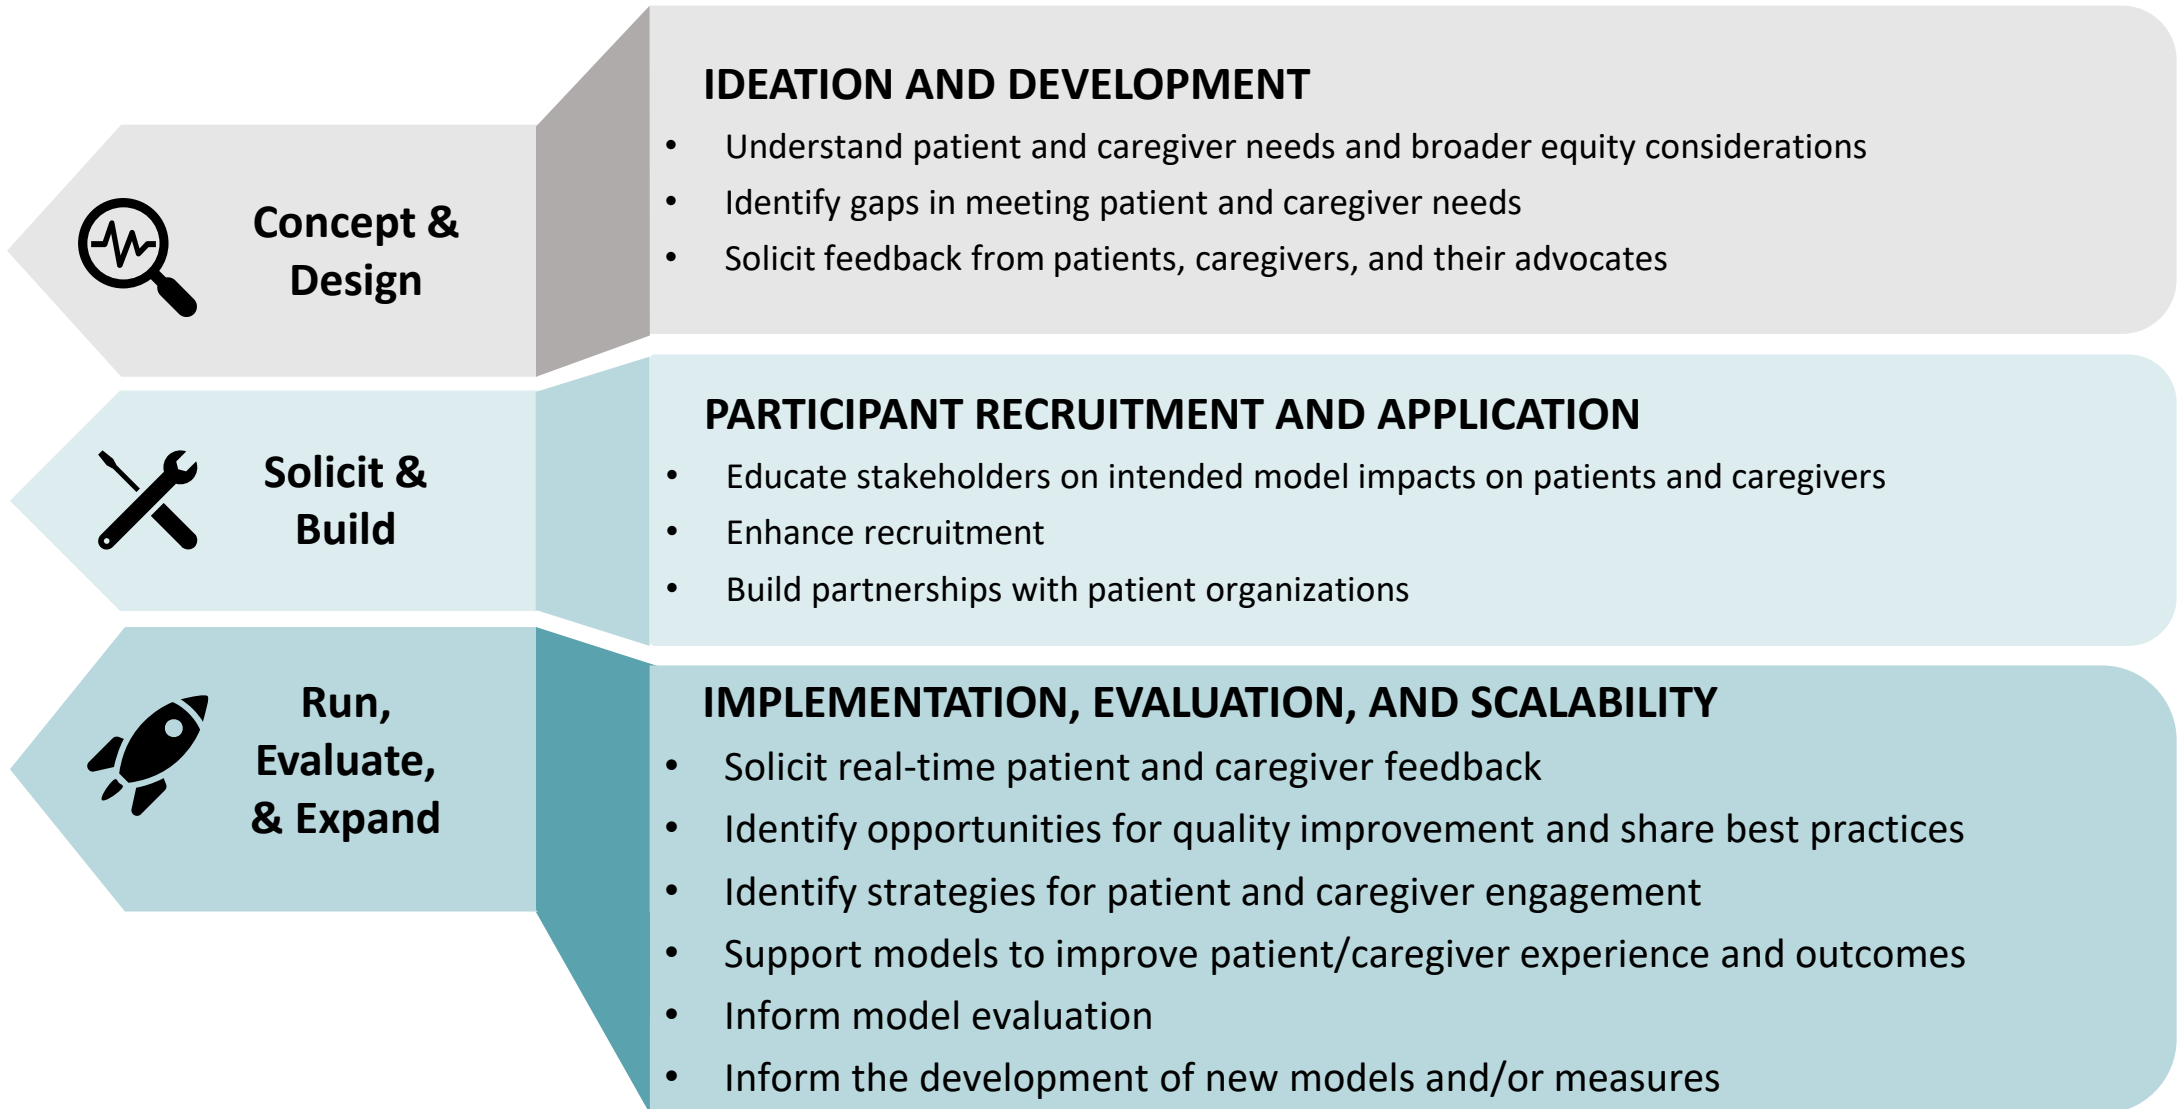 Concept &
Design
IDEATION AND DEVELOPMENT
• Understand patient and caregiver needs and broader equity considerations
• Identify gaps in meeting patient and caregiver needs
• Solicit feedback from patients, caregivers, and their advocates
Solicit &
Build
PARTICIPANT RECRUITMENT AND APPLICATION
• Educate stakeholders on intended model impacts on patients and caregivers
• Enhance recruitment
• Build partnerships with patient organizations
Run,
Evaluate,
& Expand
IMPLEMENTATION, EVALUATION, AND SCALABILITY
• Solicit real-time patient and caregiver feedback
• Identify opportunities for quality improvement and share best practices
• Identify strategies for patient and caregiver engagement
• Support models to improve patient/caregiver experience and outcomes
• Inform model evaluation
• Inform the development of new models and/or measures